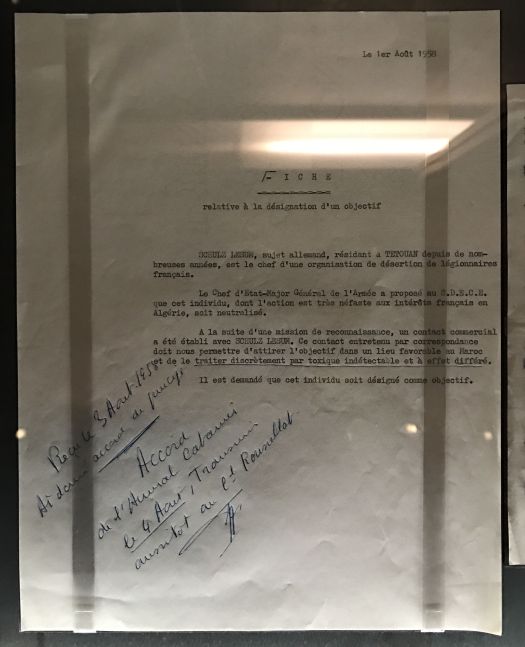 Le 1er Août 1958
F I C H E
relative à la désignation d'un objectif
SCHULZ LESUM, sujet allemand, résidant à TETOUAN depuis de nom-
breuses années, est le chef d'une organisation de désertion de légionnaires
français.
Le Chef d'Etat-Major Général de l'Armée a proposé au S.D.E.C.E.
que cet individu, dont l'action est très néfaste aux intérêts français en
Algérie, soit neutralisé.
A la suite d'une mission de reconnaissance, un contact commercial
a été établi avec SCHULZ LESUM. Ce contact entretenu par correspondance
doit nous permettre d'attirer l'objectif dans un lieu favorable au Maroc
et de le traiter discrètement par toxique indétectable et à effet différé.
Il est demandé que cet individu soit désigné comme objectif.
Reçu le 3 Août 1958
accord de principe
Accord
de l'Amiral Cabanier
le 4 Août, Transmis
aussitôt au Cl Roussillat